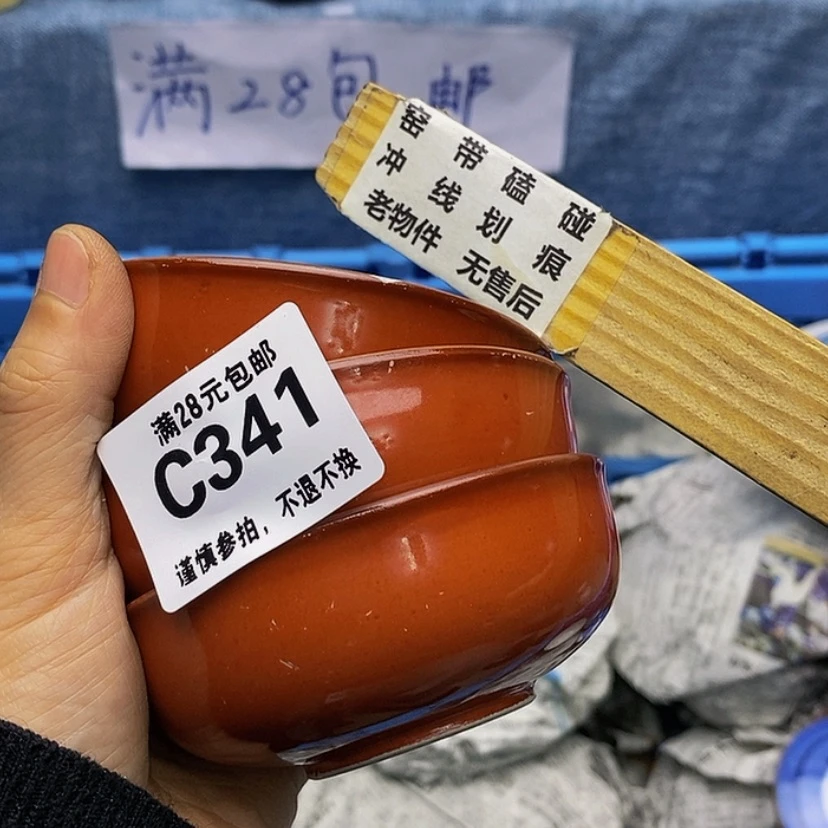 满28包邮
窑 带 磕 碰
冲 线 划 痕
老物件 无售后
满28元包邮
C341
谨慎参拍，不退不换